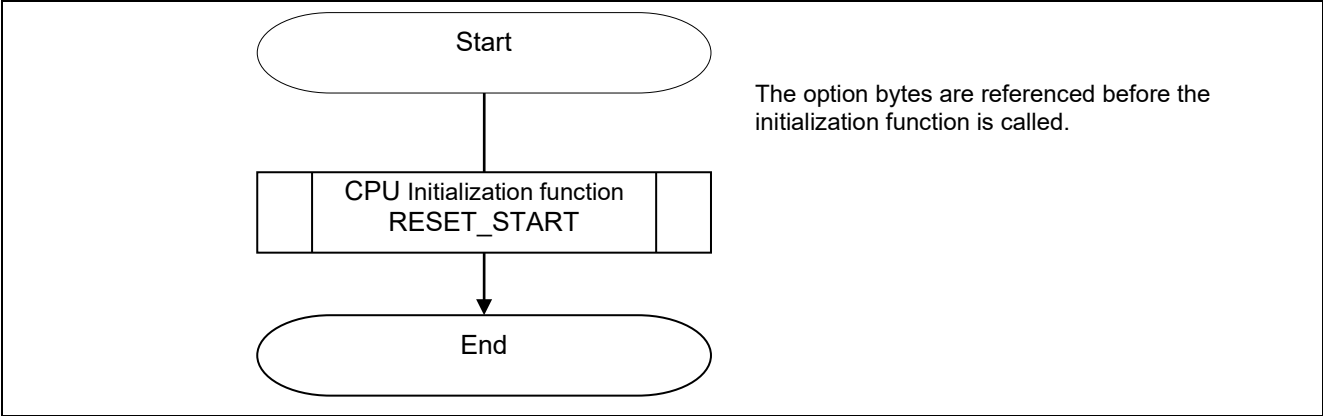 Start
The option bytes are referenced before the
initialization function is called.
CPU Initialization function
RESET_START
End